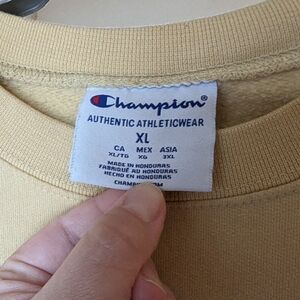 Champion®
AUTHENTIC ATHLETICWEAR
XL
CA MEX ASIA
XL/TG XG 3XL
MADE IN HONDURAS
FABRIQUÉ AU HONDURAS
HECHO EN HONDURAS